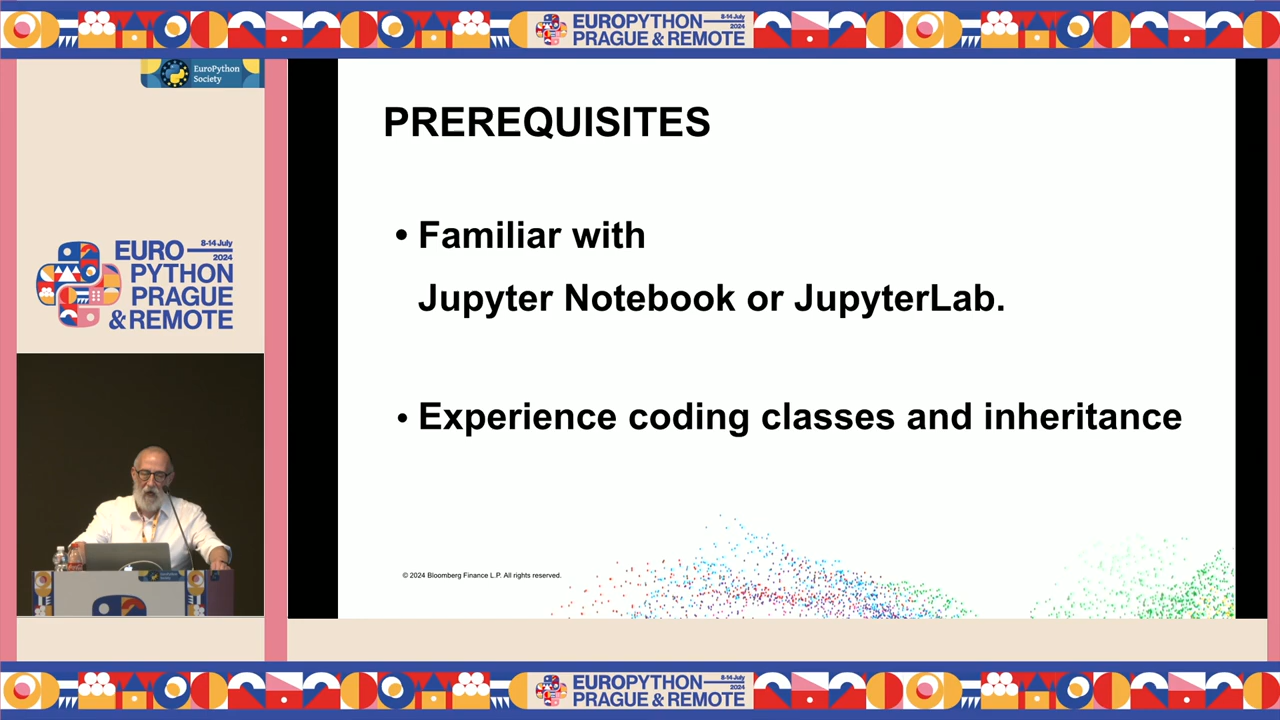 EUROPYTHON 8-14 July
PRAGUE & REMOTE 2024
EuroPython
Society
PREREQUISITES
• Familiar with
Jupyter Notebook or JupyterLab.
• Experience coding classes and inheritance
© 2024 Bloomberg Finance L.P. All rights reserved.
EURO 8-14 July
2024
PYTHON
PRAGUE
& REMOTE
EUROPYTHON 8-14 July
PRAGUE & REMOTE 2024